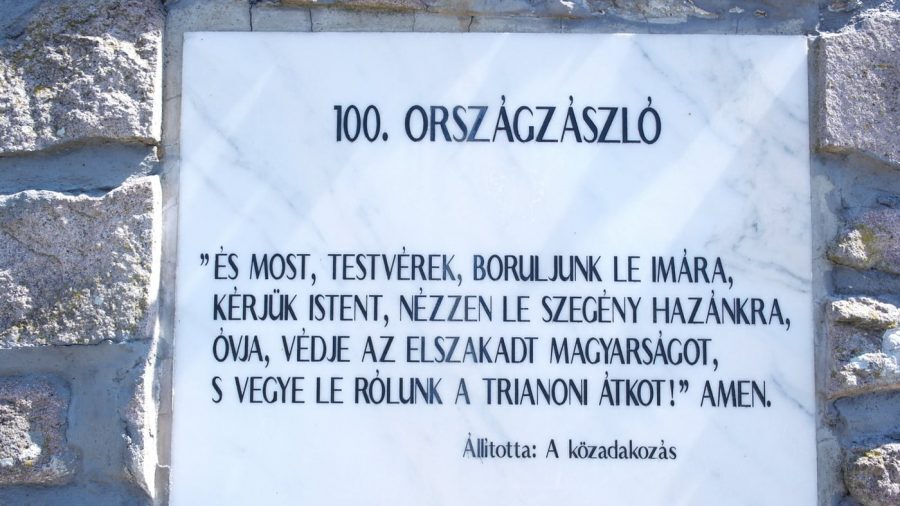 100. ORSZÁGZÁSZLÓ
"ÉS MOST, TESTVÉREK, BORULJUNK LE IMÁRA,
KÉRJÜK ISTENT, NÉZZEN LE SZEGÉNY HAZÁNKRA,
ÓVJA, VÉDJE AZ ELSZAKADT MAGYARSÁGOT,
S VEGYE LE RÓLUNK A TRIANONI ÁTKOT!" AMEN.
Állitotta: A közadakozás